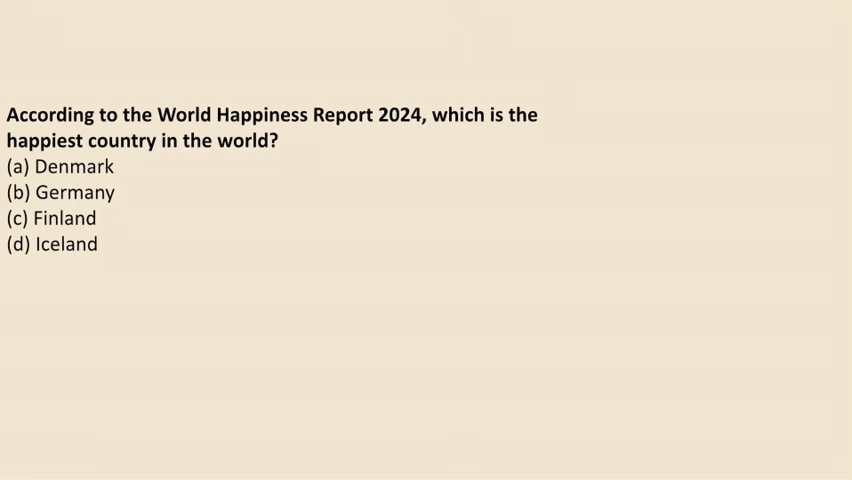 According to the World Happiness Report 2024, which is the
happiest country in the world?
(a) Denmark
(b) Germany
(c) Finland
(d) Iceland